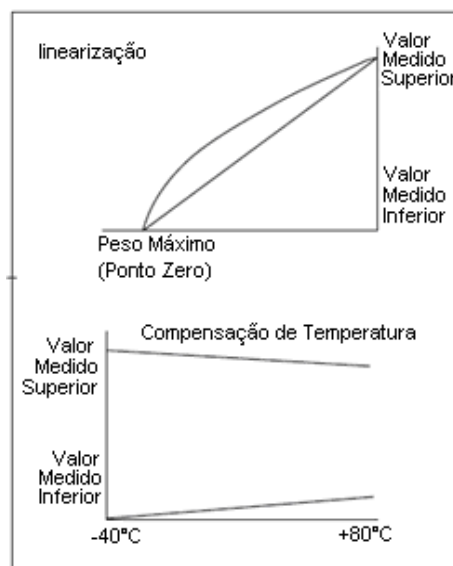 linearização
Valor
Medido
Superior
Valor
Medido
Inferior
Peso Máximo
(Ponto Zero)
Compensação de Temperatura
Valor
Medido
Superior
Valor
Medido
Inferior
-40°C
+80°C